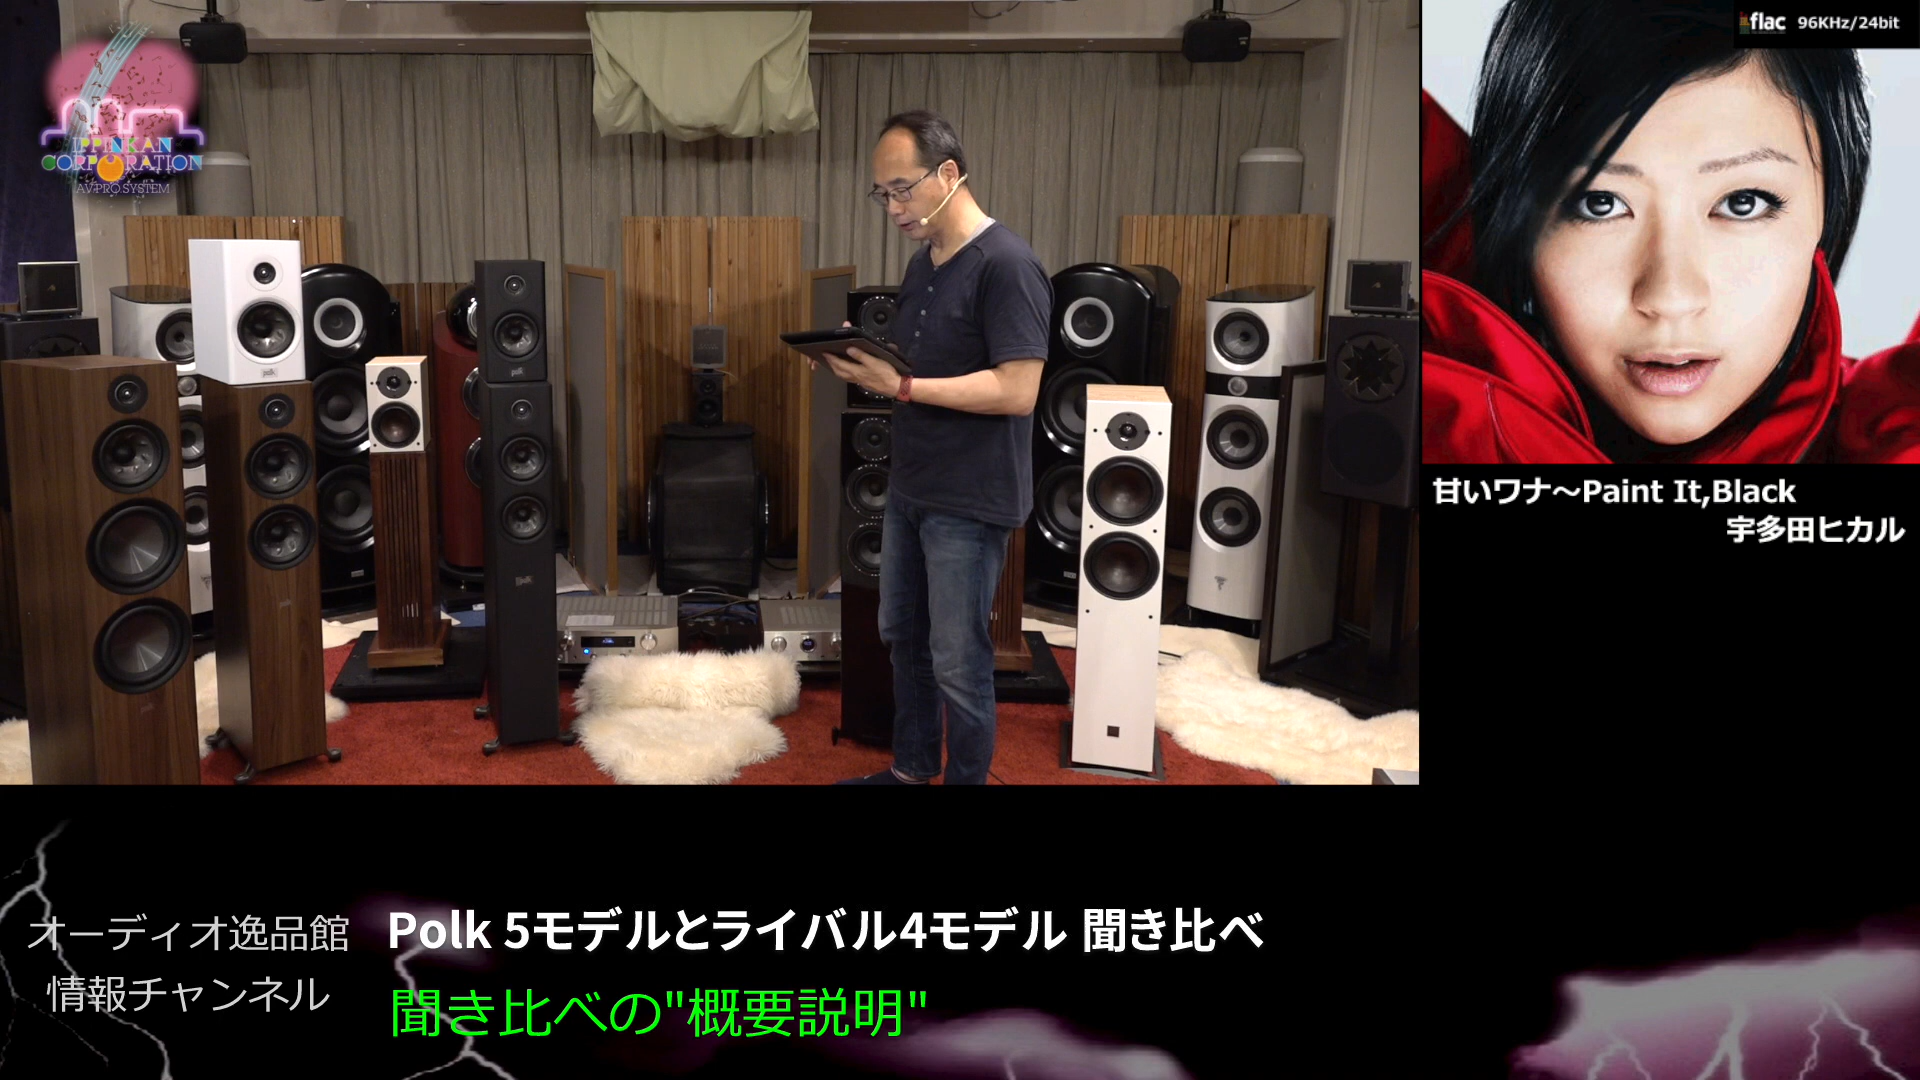 IPPINKAN
CORPORATION
AV-PRO.SYSTEM
flac 96KHz/24bit
polk
甘いワナ～Paint It,Black
宇多田ヒカル
オーディオ逸品館
情報チャンネル
Polk 5モデルとライバル4モデル 聞き比べ
聞き比べの"概要説明"